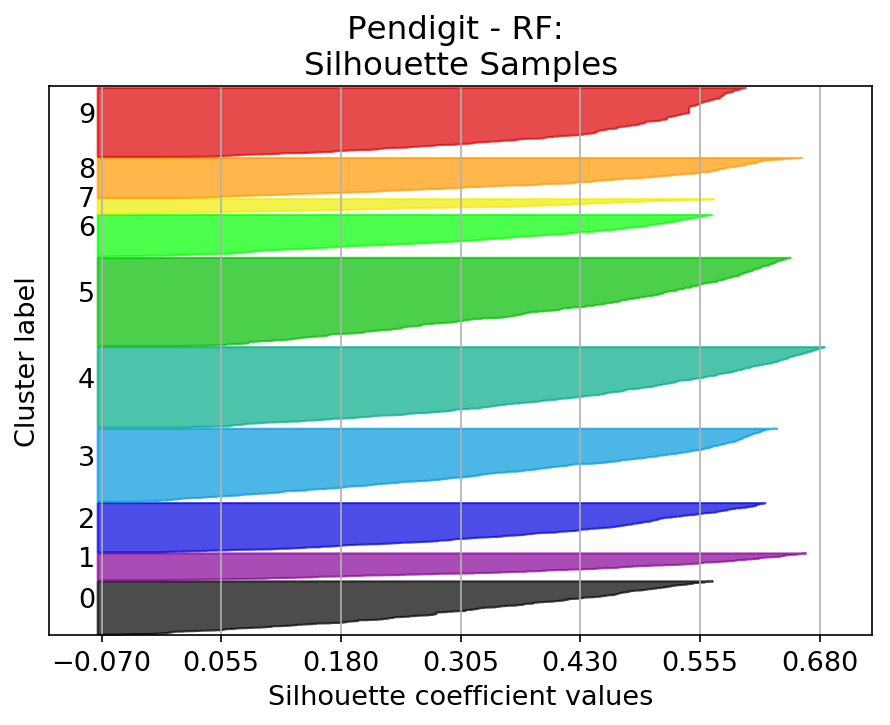 Pendigit - RF:
Silhouette Samples
9
8
7
6
5
4
3
2
1
0
Cluster label
−0.070 0.055 0.180 0.305 0.430 0.555 0.680
Silhouette coefficient values